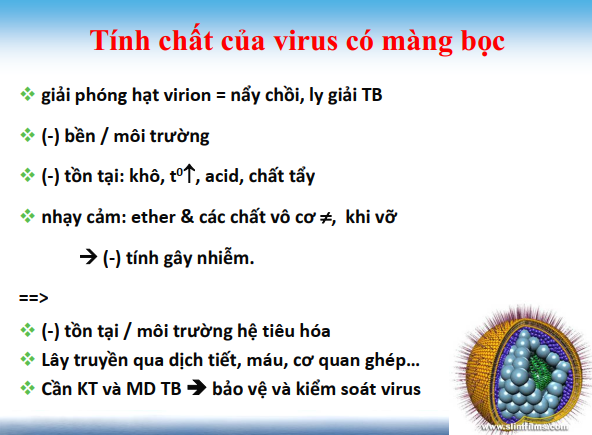 Tính chất của virus có màng bọc
❖ giải phóng hạt virion = nẩy chồi, ly giải TB
❖ (-) bền / môi trường
❖ (-) tồn tại: khô, t⁰↑, acid, chất tẩy
❖ nhạy cảm: ether & các chất vô cơ ≠, khi vỡ
➔ (-) tính gây nhiễm.
==>
❖ (-) tồn tại / môi trường hệ tiêu hóa
❖ Lây truyền qua dịch tiết, máu, cơ quan ghép...
❖ Cần KT và MD TB ➔ bảo vệ và kiểm soát virus
www.slimfilms.com